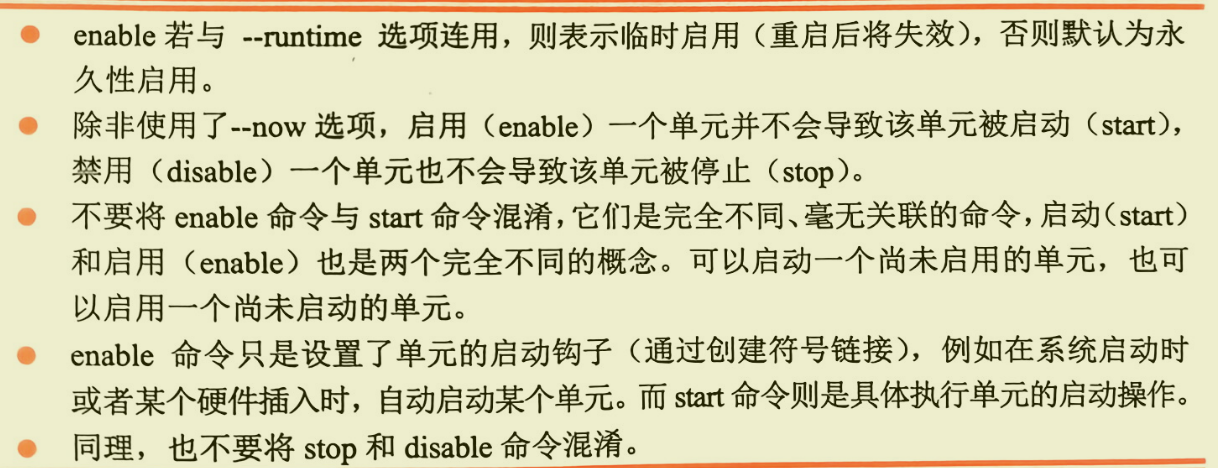 ● enable 若与 --runtime 选项连用，则表示临时启用（重启后将失效），否则默认为永
久性启用。
● 除非使用了--now 选项，启用（enable）一个单元并不会导致该单元被启动（start），
禁用（disable）一个单元也不会导致该单元被停止（stop）。
● 不要将 enable 命令与 start 命令混淆，它们是完全不同、毫无关联的命令，启动（start）
和启用（enable）也是两个完全不同的概念。可以启动一个尚未启用的单元，也可
以启用一个尚未启动的单元。
● enable 命令只是设置了单元的启动钩子（通过创建符号链接），例如在系统启动时
或者某个硬件插入时，自动启动某个单元。而 start 命令则是具体执行单元的启动操作。
● 同理，也不要将 stop 和 disable 命令混淆。